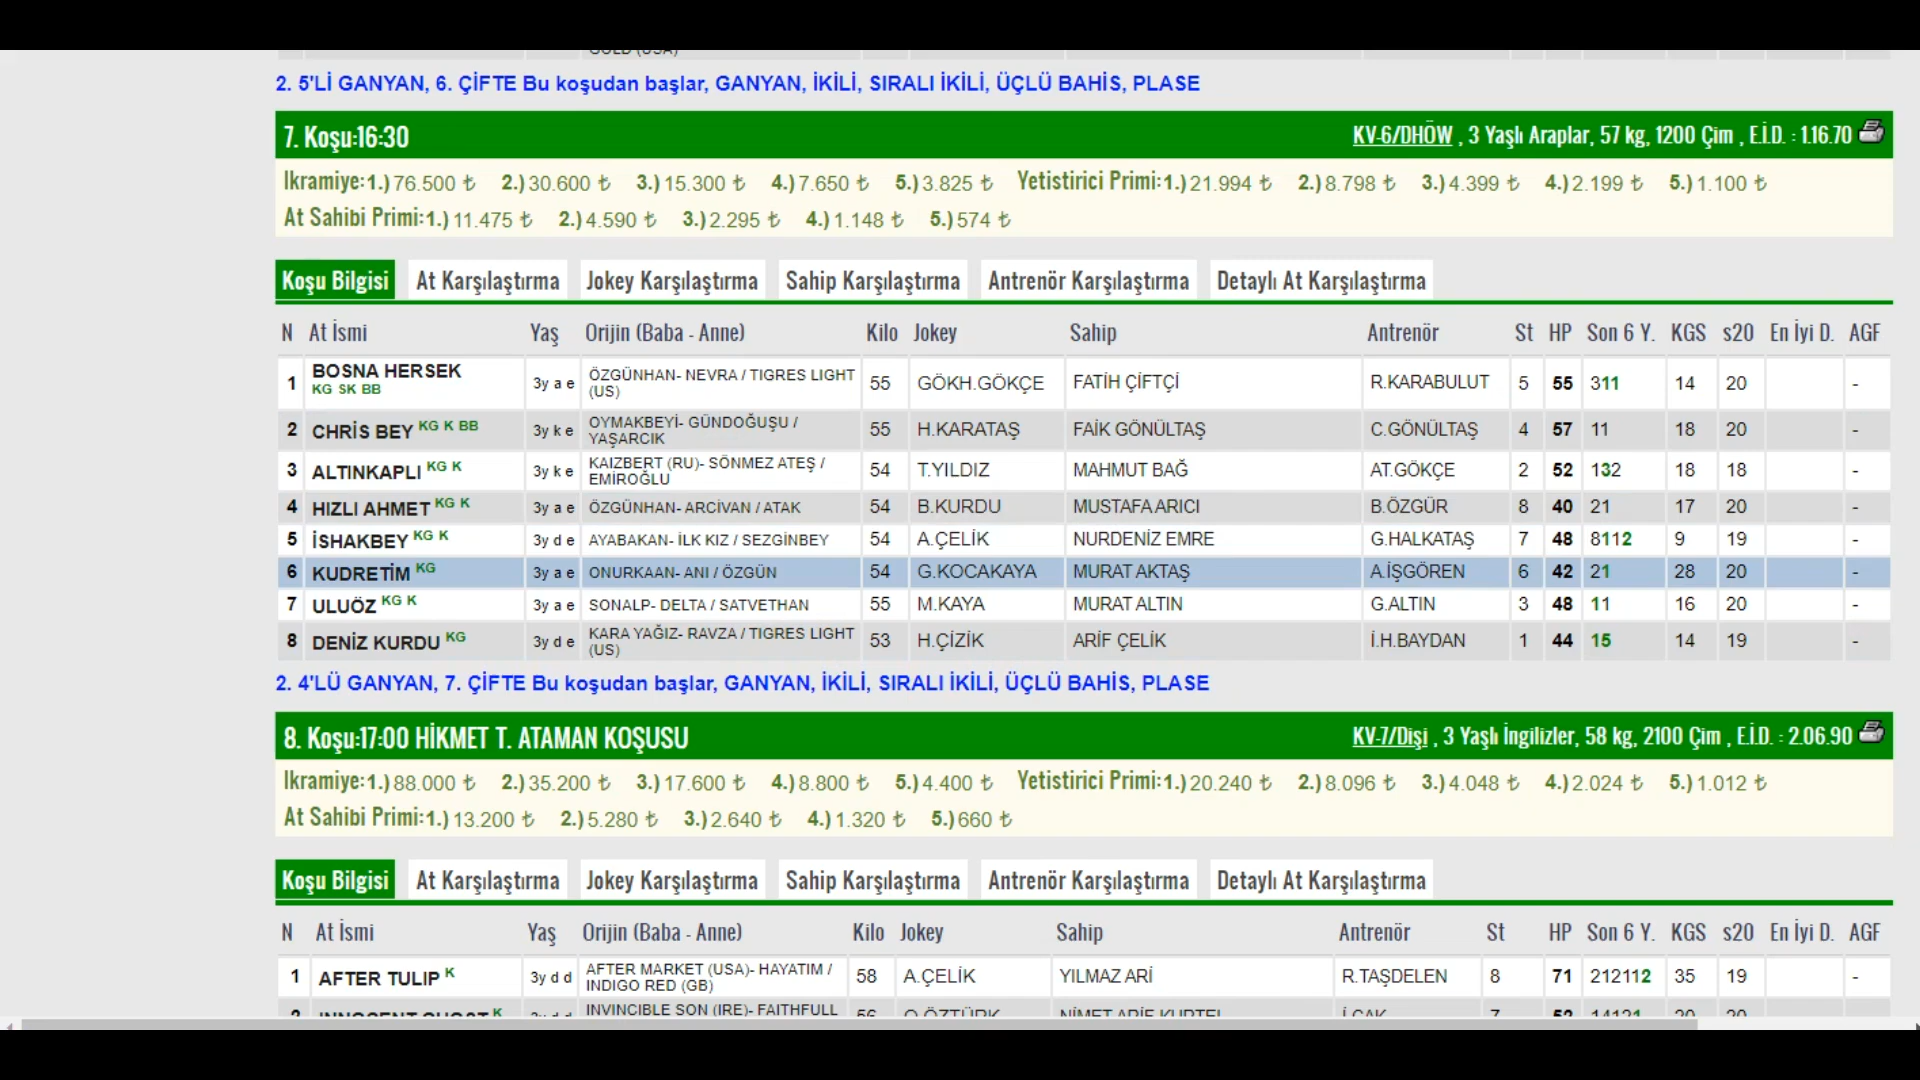 2. 5'Lİ GANYAN, 6. ÇİFTE Bu koşudan başlar, GANYAN, İKİLİ, SIRALI İKİLİ, ÜÇLÜ BAHİS, PLASE
7. Koşu:16:30 KV-6/DHÖW , 3 Yaşlı Araplar, 57 kg, 1200 Çim , E.İ.D. : 1.16.70
Ikramiye:1.) 76.500 ₺ 2.) 30.600 ₺ 3.) 15.300 ₺ 4.) 7.650 ₺ 5.) 3.825 ₺ Yetistirici Primi:1.) 21.994 ₺ 2.) 8.798 ₺ 3.) 4.399 ₺ 4.) 2.199 ₺ 5.) 1.100 ₺
At Sahibi Primi:1.) 11.475 ₺ 2.) 4.590 ₺ 3.) 2.295 ₺ 4.) 1.148 ₺ 5.) 574 ₺
Koşu Bilgisi At Karşılaştırma Jokey Karşılaştırma Sahip Karşılaştırma Antrenör Karşılaştırma Detaylı At Karşılaştırma
N At İsmi Yaş Orijin (Baba - Anne) Kilo Jokey Sahip Antrenör St HP Son 6 Y. KGS s20 En İyi D. AGF
1 BOSNA HERSEK KG SK BB 3y a e ÖZGÜNHAN- NEVRA / TIGRES LIGHT (US) 55 GÖKH.GÖKÇE FATİH ÇİFTÇİ R.KARABULUT 5 55 311 14 20 -
2 CHRİS BEY KG K BB 3y k e OYMAKBEYİ- GÜNDOĞUŞU / YAŞARCIK 55 H.KARATAŞ FAİK GÖNÜLTAŞ C.GÖNÜLTAŞ 4 57 11 18 20 -
3 ALTINKAPLI KG K 3y k e KAIZBERT (RU)- SÖNMEZ ATEŞ / EMİROĞLU 54 T.YILDIZ MAHMUT BAĞ AT.GÖKÇE 2 52 132 18 18 -
4 HIZLI AHMET KG K 3y a e ÖZGÜNHAN- ARCİVAN / ATAK 54 B.KURDU MUSTAFA ARICI B.ÖZGÜR 8 40 21 17 20 -
5 İSHAKBEY KG K 3y d e AYABAKAN- İLK KIZ / SEZGİNBEY 54 A.ÇELİK NURDENİZ EMRE G.HALKATAŞ 7 48 8112 9 19 -
6 KUDRETİM KG 3y a e ONURKAAN- ANI / ÖZGÜN 54 G.KOCAKAYA MURAT AKTAŞ A.İŞGÖREN 6 42 21 28 20 -
7 ULUÖZ KG K 3y a e SONALP- DELTA / SATVETHAN 55 M.KAYA MURAT ALTIN G.ALTIN 3 48 11 16 20 -
8 DENİZ KURDU KG 3y d e KARA YAĞIZ- RAVZA / TIGRES LIGHT (US) 53 H.ÇİZİK ARİF ÇELİK İ.H.BAYDAN 1 44 15 14 19 -
2. 4'LÜ GANYAN, 7. ÇİFTE Bu koşudan başlar, GANYAN, İKİLİ, SIRALI İKİLİ, ÜÇLÜ BAHİS, PLASE
8. Koşu:17:00 HİKMET T. ATAMAN KOŞUSU KV-7/Dişi , 3 Yaşlı İngilizler, 58 kg, 2100 Çim , E.İ.D. : 2.06.90
Ikramiye:1.) 88.000 ₺ 2.) 35.200 ₺ 3.) 17.600 ₺ 4.) 8.800 ₺ 5.) 4.400 ₺ Yetistirici Primi:1.) 20.240 ₺ 2.) 8.096 ₺ 3.) 4.048 ₺ 4.) 2.024 ₺ 5.) 1.012 ₺
At Sahibi Primi:1.) 13.200 ₺ 2.) 5.280 ₺ 3.) 2.640 ₺ 4.) 1.320 ₺ 5.) 660 ₺
Koşu Bilgisi At Karşılaştırma Jokey Karşılaştırma Sahip Karşılaştırma Antrenör Karşılaştırma Detaylı At Karşılaştırma
N At İsmi Yaş Orijin (Baba - Anne) Kilo Jokey Sahip Antrenör St HP Son 6 Y. KGS s20 En İyi D. AGF
1 AFTER TULIP K 3y d d AFTER MARKET (USA)- HAYATIM / INDIGO RED (GB) 58 A.ÇELİK YILMAZ ARİ R.TAŞDELEN 8 71 212112 35 19 -
INVINCIBLE SON (IRE)- FAITHFULL